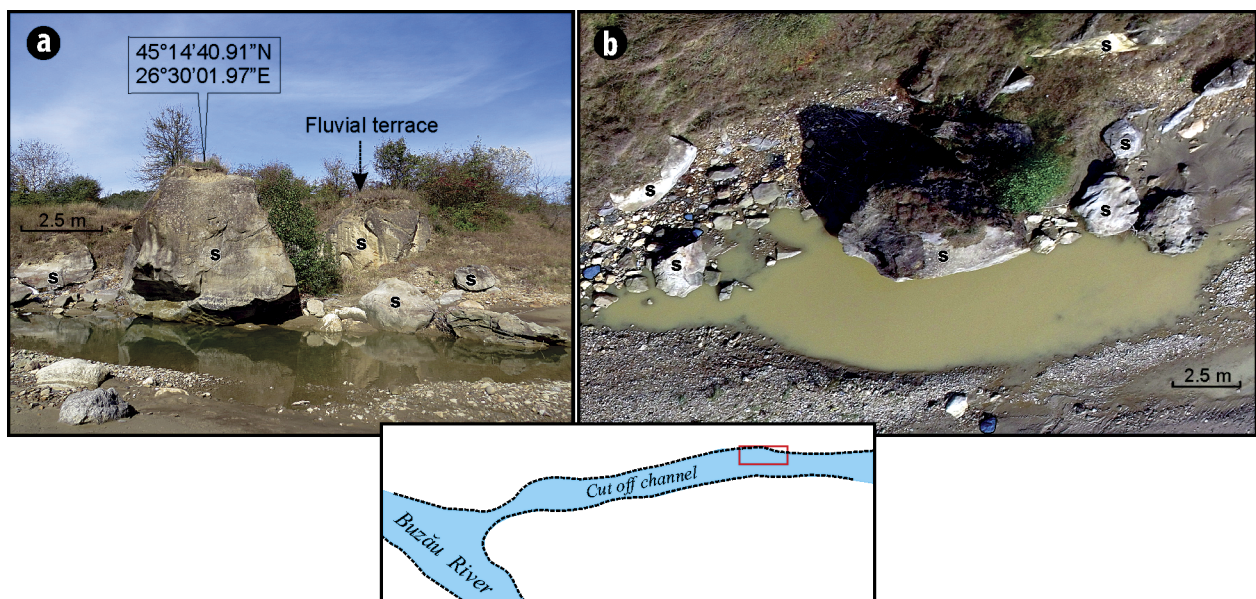 a
45°14'40.91"N
26°30'01.97"E
Fluvial terrace
2.5 m
s
s
s
s
s
b
s
s
s
s
s
s
2.5 m
Cut off channel
Buzău River